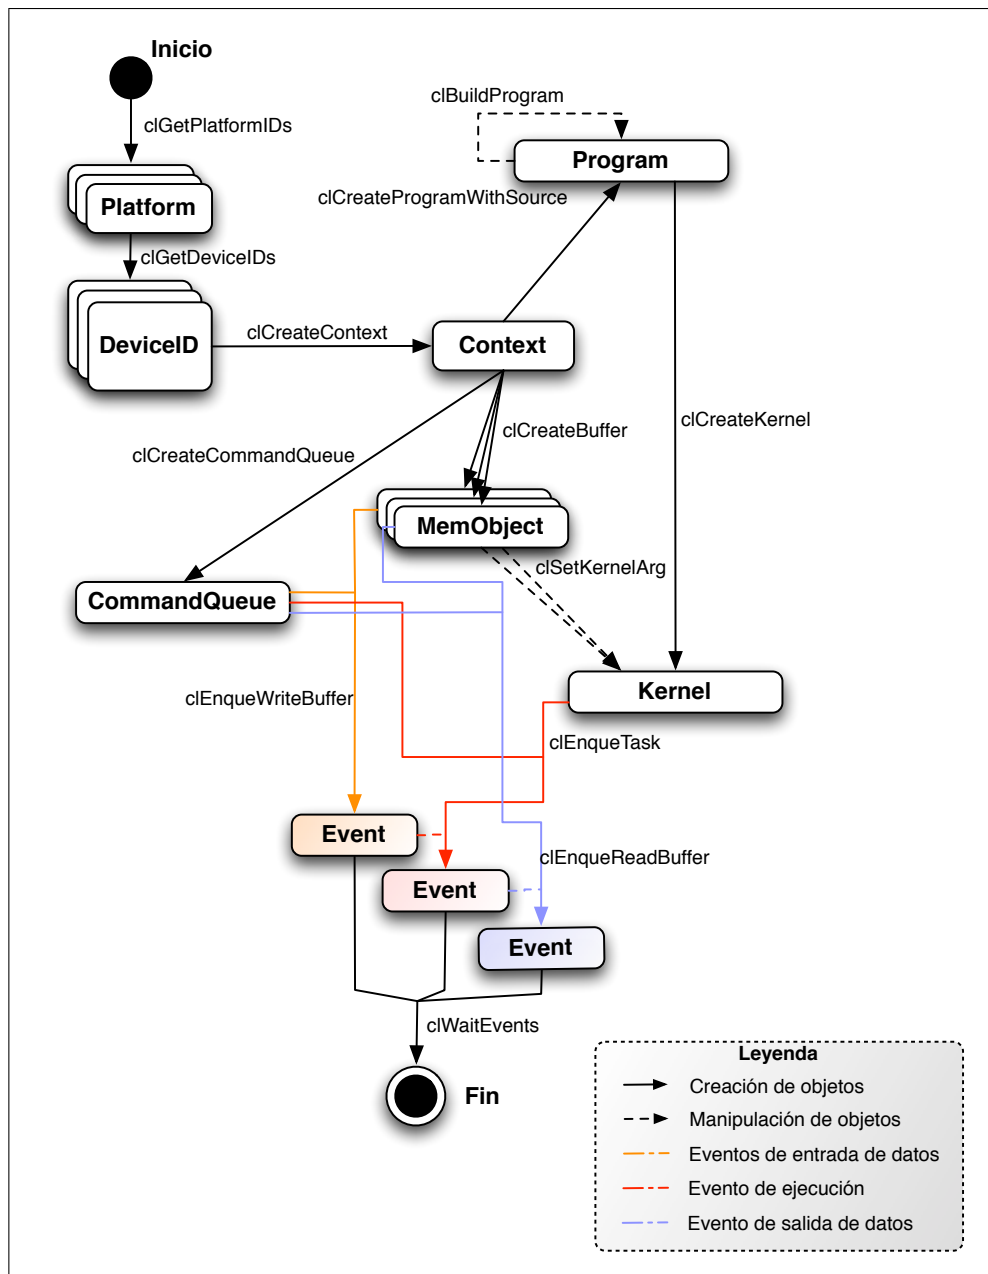 Inicio
clGetPlatformIDs
clBuildProgram
Program
clCreateProgramWithSource
Platform
clGetDeviceIDs
DeviceID
clCreateContext
Context
clCreateKernel
clCreateBuffer
clCreateCommandQueue
MemObject
clSetKernelArg
CommandQueue
Kernel
clEnqueWriteBuffer
clEnqueTask
Event
clEnqueReadBuffer
Event
Event
clWaitEvents
Fin
Leyenda
Creación de objetos
Manipulación de objetos
Eventos de entrada de datos
Evento de ejecución
Evento de salida de datos